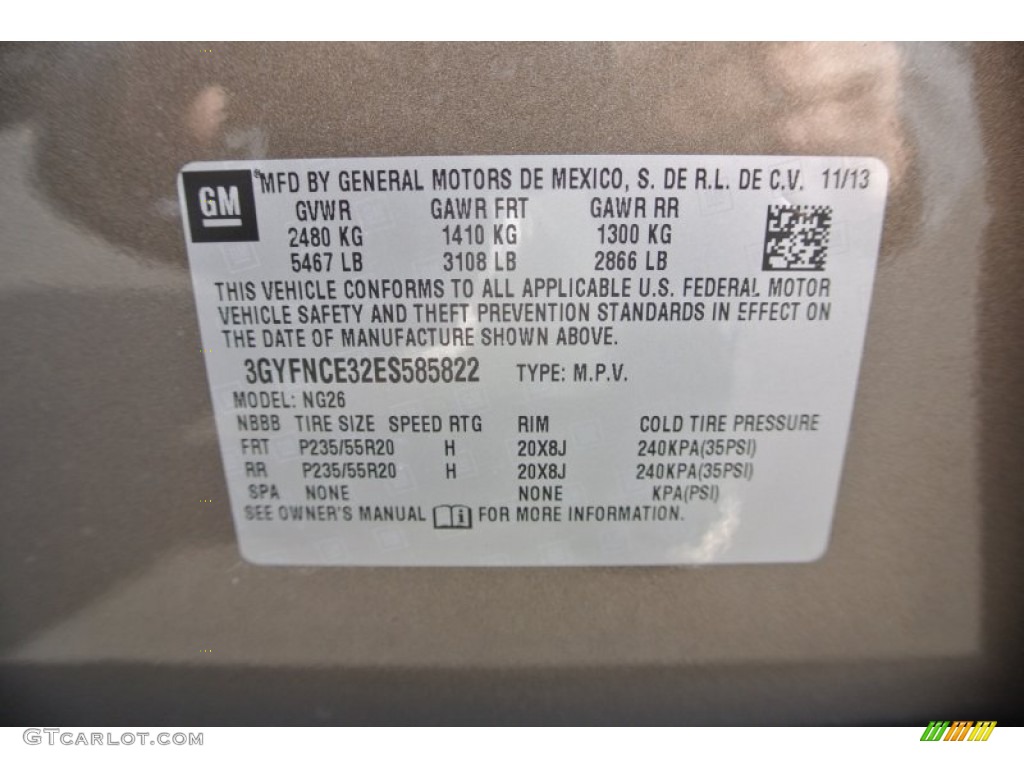 GM ® MFD BY GENERAL MOTORS DE MEXICO, S. DE R.L. DE C.V. 11/13
GVWR GAWR FRT GAWR RR
2480 KG 1410 KG 1300 KG
5467 LB 3108 LB 2866 LB
THIS VEHICLE CONFORMS TO ALL APPLICABLE U.S. FEDERAL MOTOR
VEHICLE SAFETY AND THEFT PREVENTION STANDARDS IN EFFECT ON
THE DATE OF MANUFACTURE SHOWN ABOVE.
3GYFNCE32ES585822 TYPE: M.P.V.
MODEL: NG26
NBBB TIRE SIZE SPEED RTG RIM COLD TIRE PRESSURE
FRT P235/55R20 H 20X8J 240KPA(35PSI)
RR P235/55R20 H 20X8J 240KPA(35PSI)
SPA NONE NONE KPA(PSI)
SEE OWNER'S MANUAL i FOR MORE INFORMATION.
GTCarLot.com